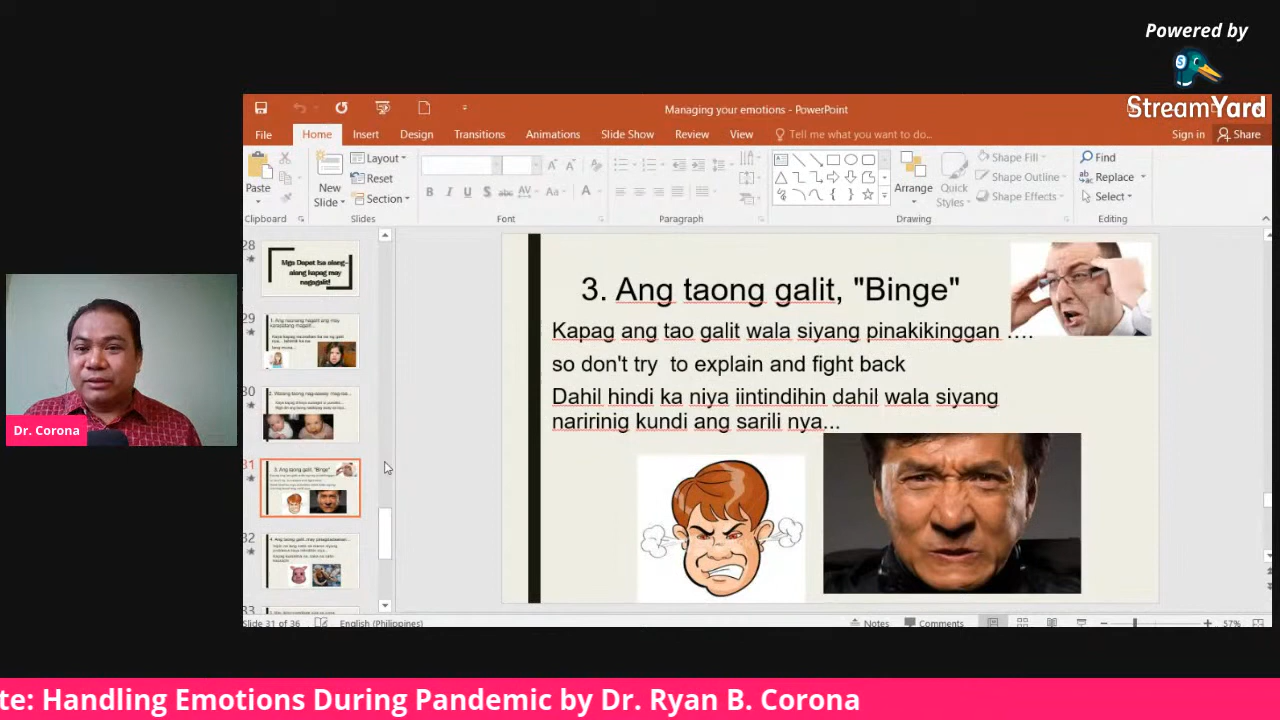 Powered by
StreamYard
Managing your emotions - PowerPoint
File Home Insert Design Transitions Animations Slide Show Review View Tell me what you want to do... Sign in Share
Paste
New
Slide
Layout
Reset
Section
Arrange
Quick
Styles
Shape Fill
Shape Outline
Shape Effects
Find
Replace
Select
Clipboard Slides Font Paragraph Drawing Editing
28
29
30
31
32
33
3. Ang taong galit, "Binge"
Kapag ang tao galit wala siyang pinakikinggan ….
so don't try to explain and fight back
Dahil hindi ka niya iintindihin dahil wala siyang
naririnig kundi ang sarili nya...
Dr. Corona
Slide 31 of 36 English (Philippines) Notes Comments 57%
te: Handling Emotions During Pandemic by Dr. Ryan B. Corona